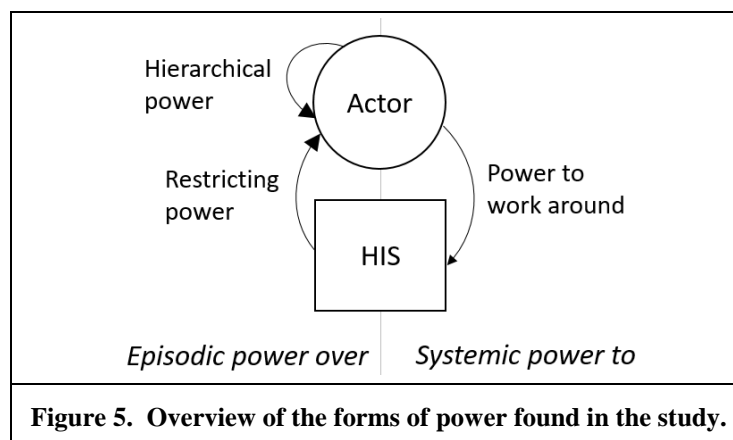 Hierarchical
power
Actor
Restricting
power
Power to
work around
HIS
Episodic power over
Systemic power to
Figure 5. Overview of the forms of power found in the study.